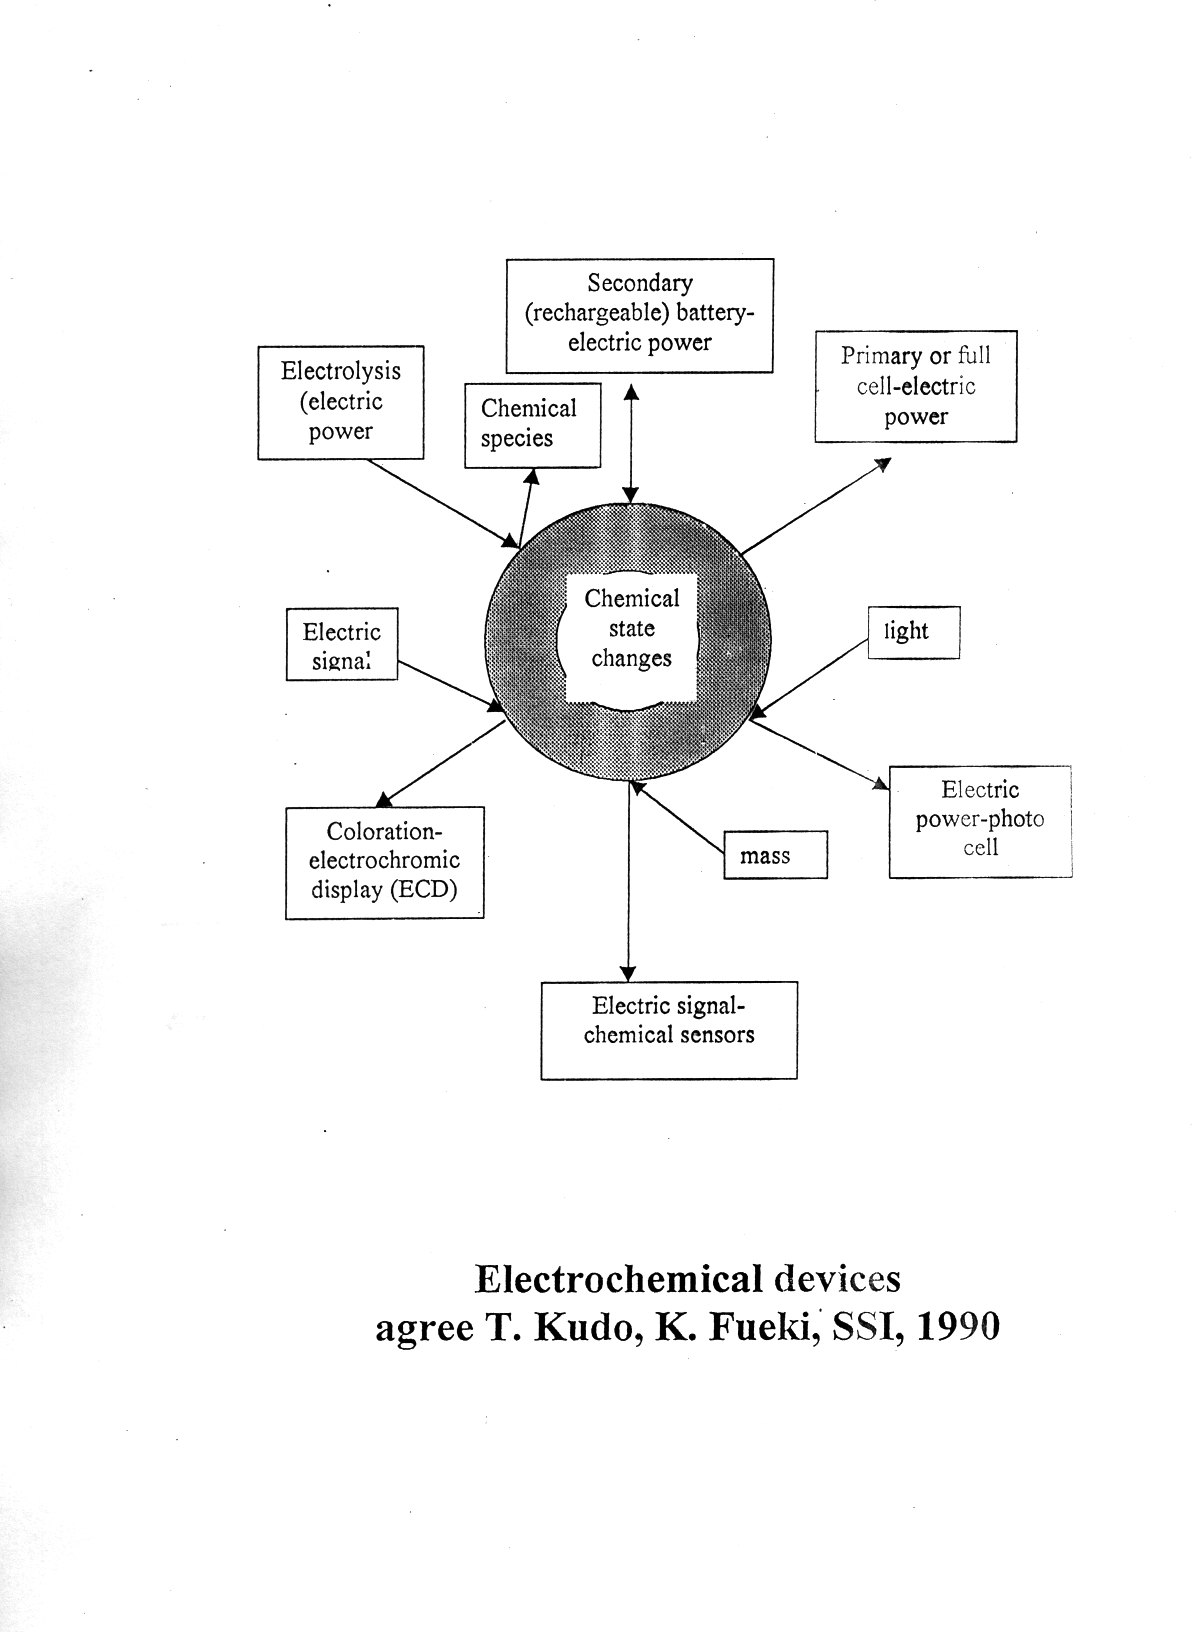 Secondary
(rechargeable) battery-
electric power
Electrolysis
(electric
power
Chemical
species
Primary or full
cell-electric
power
Chemical
state
changes
Electric
signal
light
Coloration-
electrochromic
display (ECD)
mass
Electric
power-photo
cell
Electric signal-
chemical sensors
Electrochemical devices
agree T. Kudo, K. Fueki, SSI, 1990